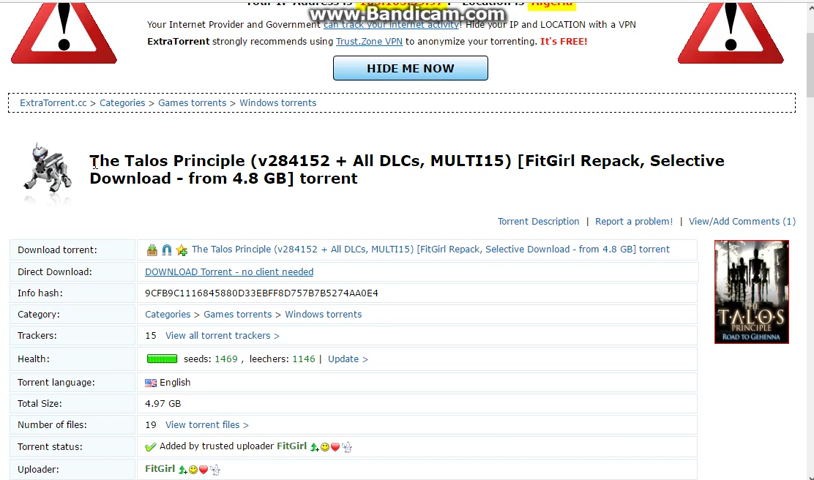 www.Bandicam.com
Your Internet Provider and Government can track your internet activity! Hide your IP and LOCATION with a VPN
ExtraTorrent strongly recommends using Trust.Zone VPN to anonymize your torrenting. It's FREE!
HIDE ME NOW
ExtraTorrent.cc > Categories > Games torrents > Windows torrents
The Talos Principle (v284152 + All DLCs, MULTI15) [FitGirl Repack, Selective
Download - from 4.8 GB] torrent
Torrent Description | Report a problem! | View/Add Comments (1)
Download torrent: The Talos Principle (v284152 + All DLCs, MULTI15) [FitGirl Repack, Selective Download - from 4.8 GB] torrent
Direct Download: DOWNLOAD Torrent - no client needed
Info hash: 9CFB9C1116845880D33EBFF8D757B7B5274AA0E4
Category: Categories > Games torrents > Windows torrents
Trackers: 15 View all torrent trackers >
Health: seeds: 1469 , leechers: 1146 | Update >
Torrent language: English
Total Size: 4.97 GB
Number of files: 19 View torrent files >
Torrent status: Added by trusted uploader FitGirl
Uploader: FitGirl
THE
TALOS
PRINCIPLE
ROAD TO GEHENNA